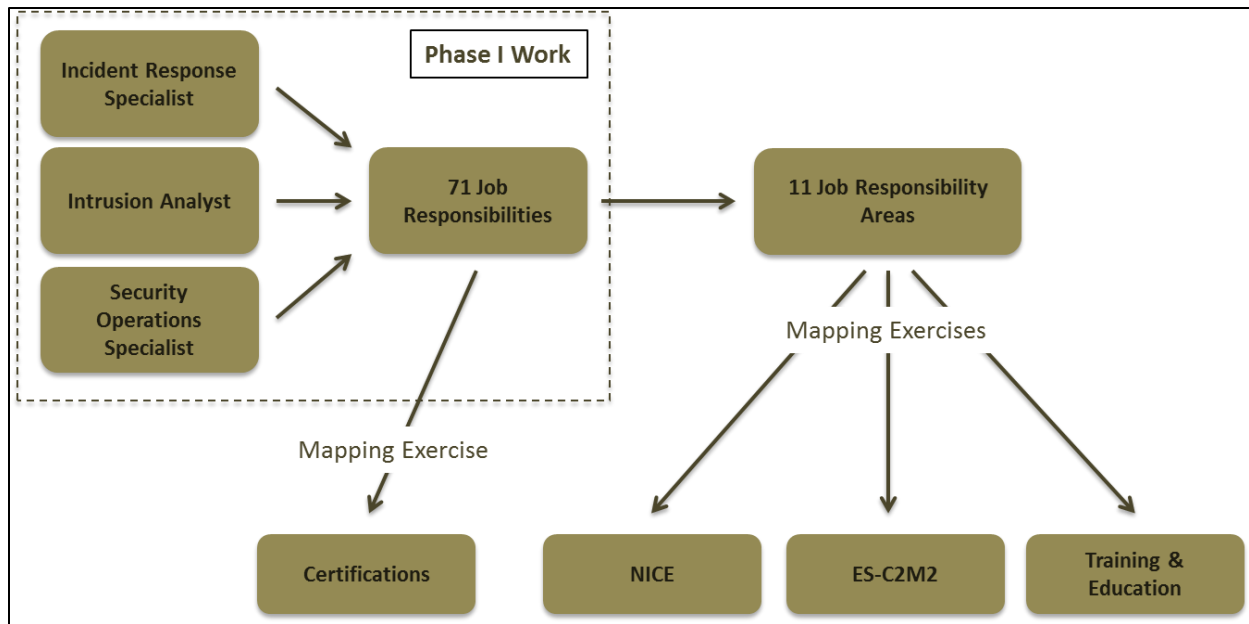 Phase I Work
Incident Response
Specialist
Intrusion Analyst
Security
Operations
Specialist
71 Job
Responsibilities
11 Job Responsibility
Areas
Mapping Exercise
Mapping Exercises
Certifications
NICE
ES-C2M2
Training &
Education